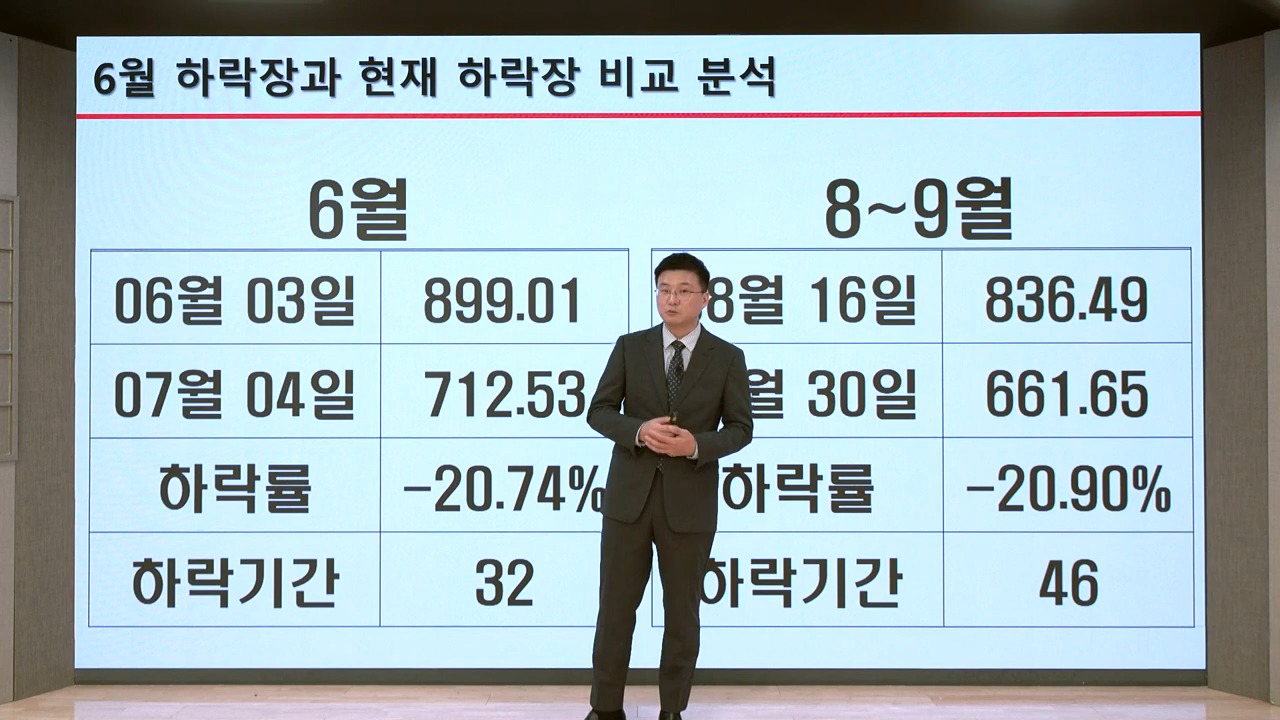 6월 하락장과 현재 하락장 비교 분석
6월
06월 03일 899.01
07월 04일 712.53
하락률 -20.74%
하락기간 32
8~9월
8월 16일 836.49
월 30일 661.65
하락률 -20.90%
하락기간 46